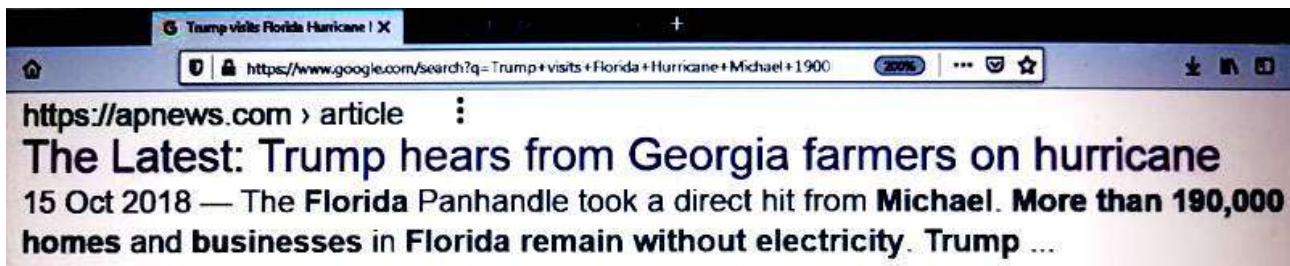 Trump visits Florida Hurricane | X
https://www.google.com/search?q=Trump+visits+Florida+Hurricane+Michael+1900 200%
https://apnews.com › article
The Latest: Trump hears from Georgia farmers on hurricane
15 Oct 2018 — The Florida Panhandle took a direct hit from Michael. More than 190,000
homes and businesses in Florida remain without electricity. Trump ...